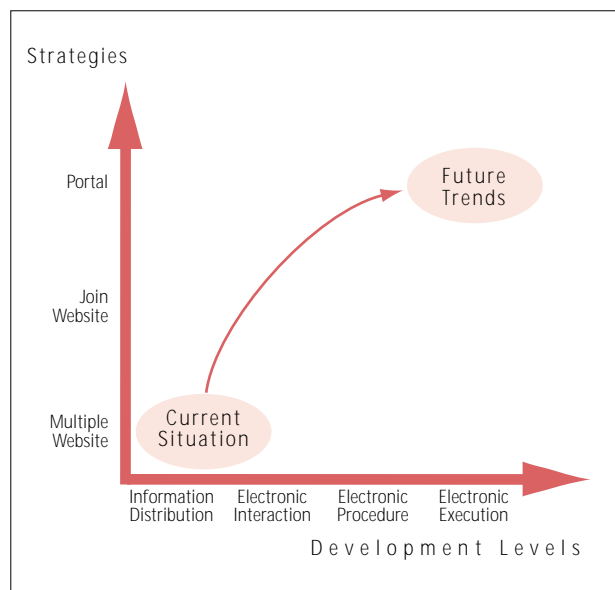 Strategies
Portal
Future
Trends
Join
Website
Multiple
Website
Current
Situation
Information
Distribution
Electronic
Interaction
Electronic
Procedure
Electronic
Execution
Development Levels